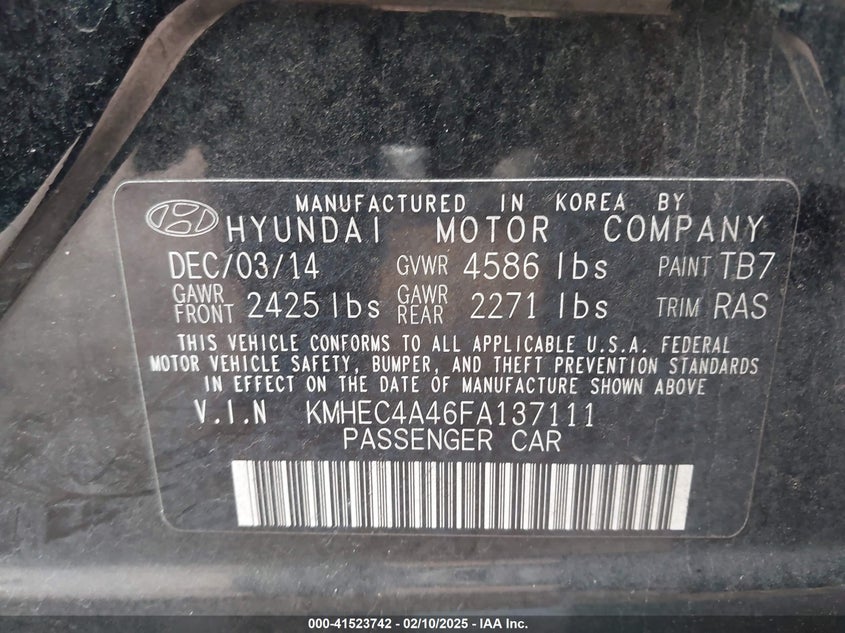 MANUFACTURED IN KOREA BY
HYUNDAI MOTOR COMPANY
DEC/03/14 GVWR 4586 lbs PAINT TB7
GAWR FRONT 2425 lbs GAWR REAR 2271 lbs TRIM RAS
THIS VEHICLE CONFORMS TO ALL APPLICABLE U.S.A. FEDERAL
MOTOR VEHICLE SAFETY, BUMPER, AND THEFT PREVENTION STANDARDS
IN EFFECT ON THE DATE OF MANUFACTURE SHOWN ABOVE
V.I.N KMHEC4A46FA137111
PASSENGER CAR
000-41523742 - 02/10/2025 - IAA Inc.